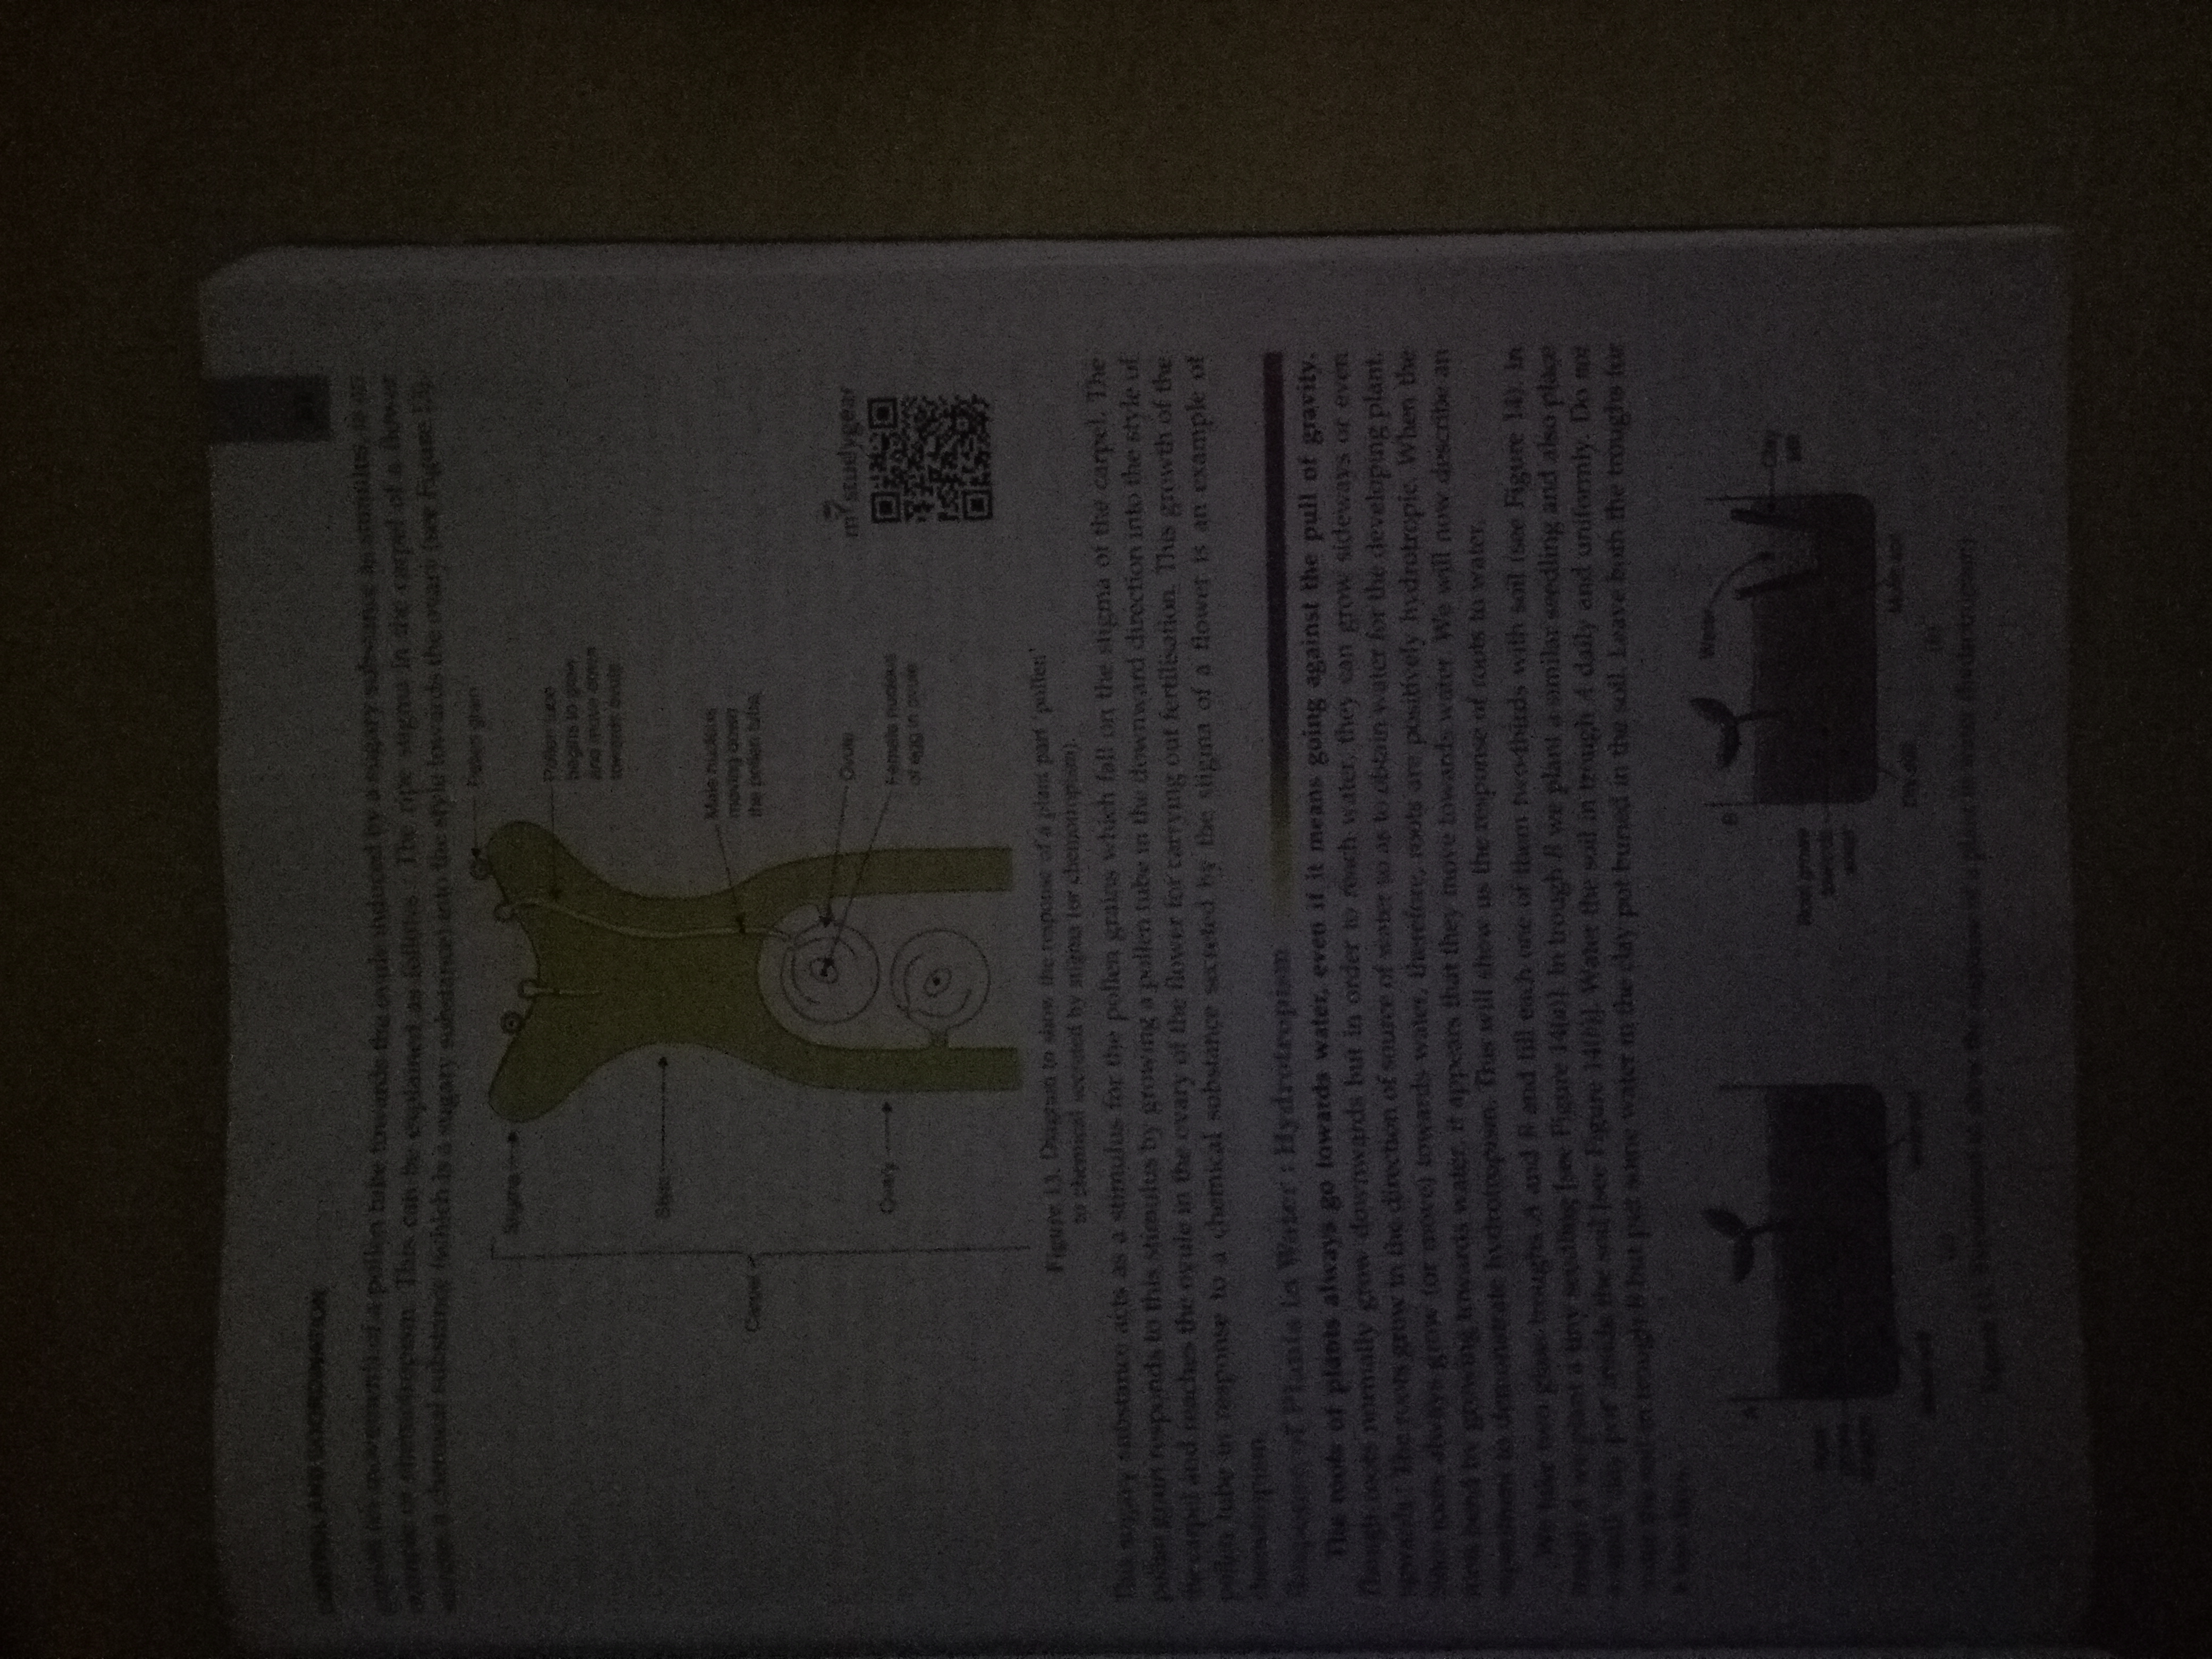 CONTROL AND COORDINATION
growth (or movement) of a pollen tube towards the ovule induced by a sugary substance as stimulus, is an
example of chemotropism. This can be explained as follows : The ripe stigma in the carpel of a flower
a chemical substance (which is a sugary substance) into the style towards the ovary (see Figure 13).
Pollen grain
Stigma
Pollen tube
begins to grow
and move down
towards ovule
Style
Male nucleus
moving down
the pollen tube
Carpel
Ovule
studygear
Ovary
Female nucleus
of egg in ovule
Figure 13. Diagram to show the response of a plant part 'pollen'
to chemical secreted by stigma (or chemotropism).
This sugary substance acts as a stimulus for the pollen grains which fall on the stigma of the carpel. The
pollen grain responds to this stimulus by growing a pollen tube in the downward direction into the style of
the carpel and reaches the ovule in the ovary of the flower for carrying out fertilisation. This growth of the
pollen tube in response to a chemical substance secreted by the stigma of a flower is an example of
chemotropism.
Response of Plants to Water : Hydrotropism
The roots of plants always go towards water, even if it means going against the pull of gravity.
Though roots normally grow downwards but in order to reach water, they can grow sideways or even
upwards ! The roots grow in the direction of source of water so as to obtain water for the developing plant.
Since roots always grow (or move) towards water, therefore, roots are positively hydrotropic. When the
roots bend by growing towards water, it appears that they move towards water. We will now describe an
experiment to demonstrate hydrotropism. This will show us the response of roots to water.
We take two glass troughs A and B and fill each one of them two-thirds with soil (see Figure 14). In
trough A we plant a tiny seedling [see Figure 14(a)]. In trough B we plant a similar seedling and also place
a small 'clay pot' inside the soil [see Figure 14(b)]. Water the soil in trough A daily and uniformly. Do not
water the soil in trough B but put some water in the clay pot buried in the soil. Leave both the troughs for
a few days.
A
B
Water
Clay
pot
Root grows
towards
water
Dry soil
Moist soil
(a)
(b)
Figure 14. Experiment to show the response of a plant to water (hydrotropism)